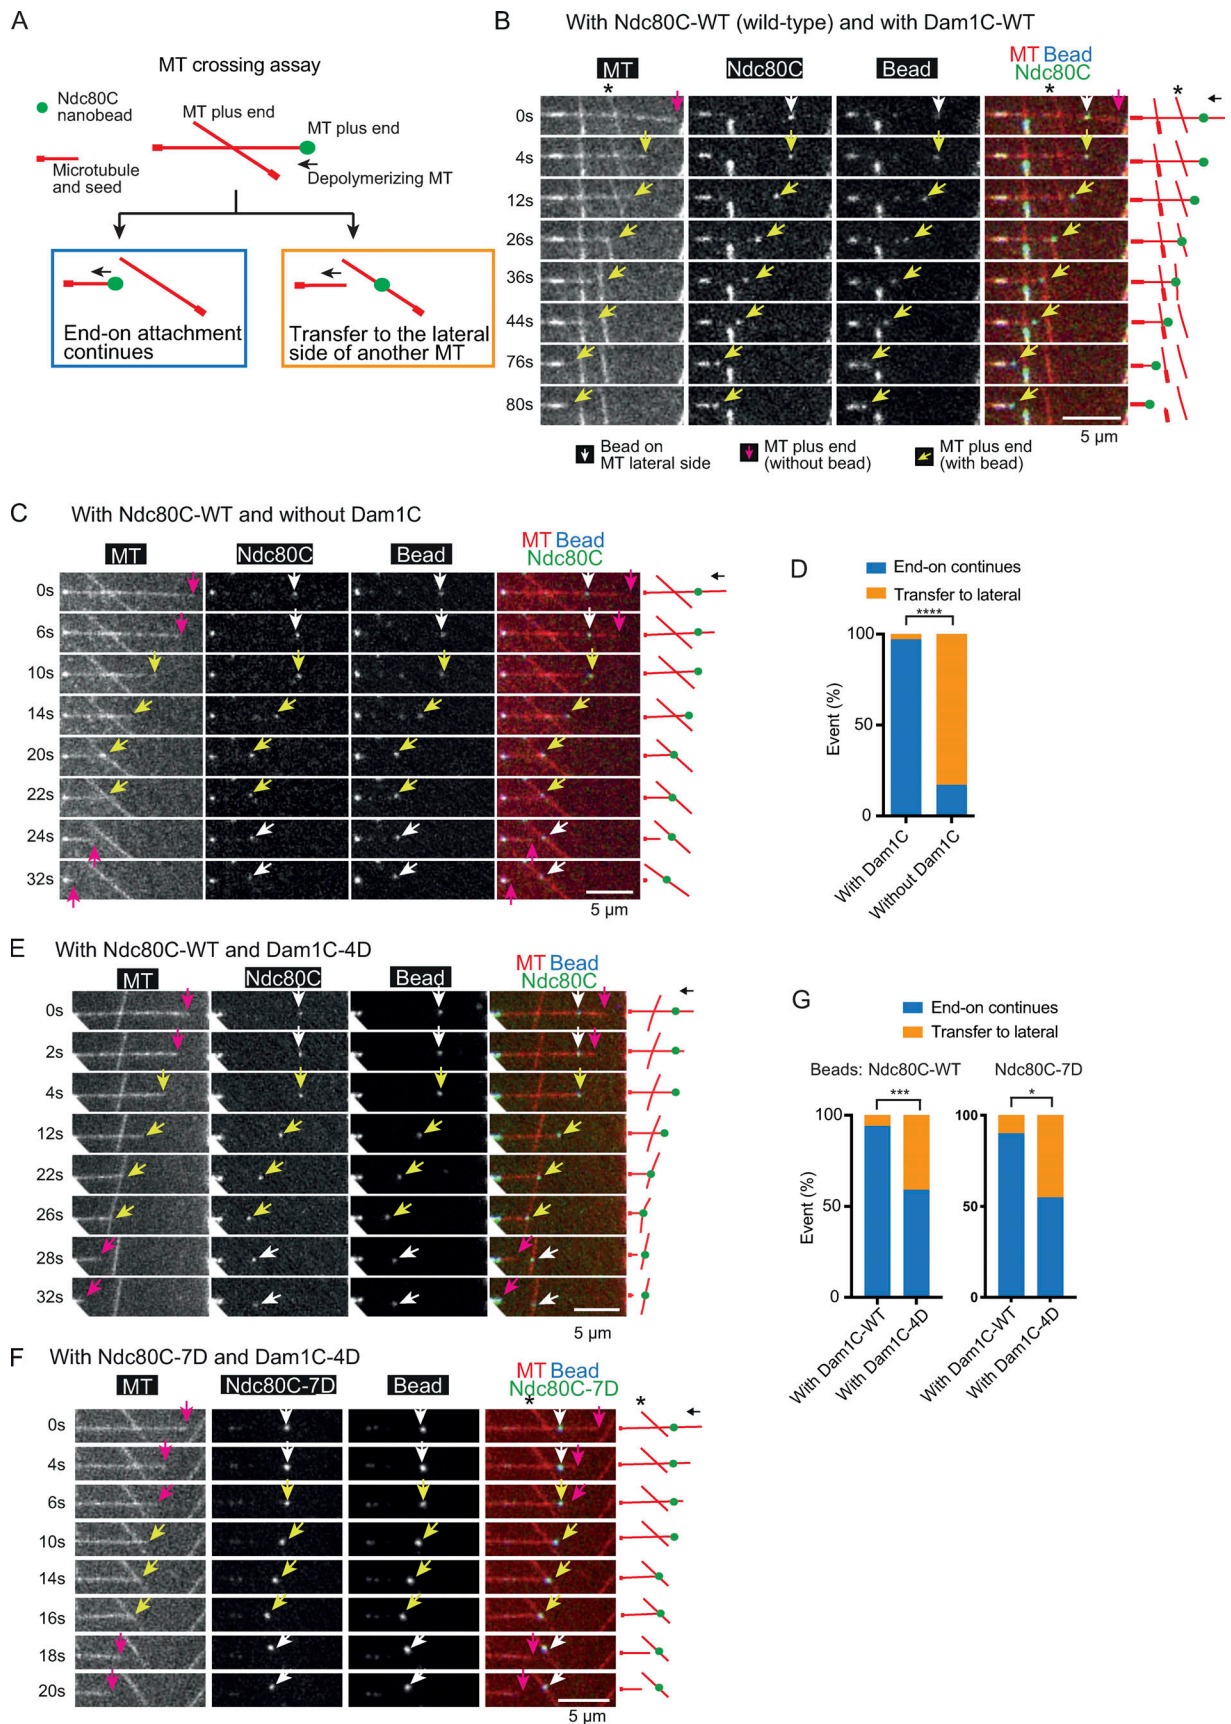 A
MT crossing assay
Ndc80C
nanobead
MT plus end
MT plus end
Microtubule
and seed
Depolymerizing MT
End-on attachment
continues
Transfer to the lateral
side of another MT
B
With Ndc80C-WT (wild-type) and with Dam1C-WT
MT
Ndc80C
Bead
MT Bead
Ndc80C
*
*
*
0s
4s
12s
26s
36s
44s
76s
80s
5 µm
Bead on
MT lateral side
MT plus end
(without bead)
MT plus end
(with bead)
C
With Ndc80C-WT and without Dam1C
MT
Ndc80C
Bead
MT Bead
Ndc80C
0s
6s
10s
14s
20s
22s
24s
32s
5 µm
D
End-on continues
Transfer to lateral
****
100
50
0
Event (%)
With Dam1C
Without Dam1C
E
With Ndc80C-WT and Dam1C-4D
MT
Ndc80C
Bead
MT Bead
Ndc80C
0s
2s
4s
12s
22s
26s
28s
32s
5 µm
F
With Ndc80C-7D and Dam1C-4D
MT
Ndc80C-7D
Bead
MT Bead
Ndc80C-7D
*
*
0s
4s
6s
10s
14s
16s
18s
20s
5 µm
G
End-on continues
Transfer to lateral
Beads: Ndc80C-WT
Ndc80C-7D
***
*
100
50
0
100
50
0
Event (%)
With Dam1C-WT
With Dam1C-4D
With Dam1C-WT
With Dam1C-4D